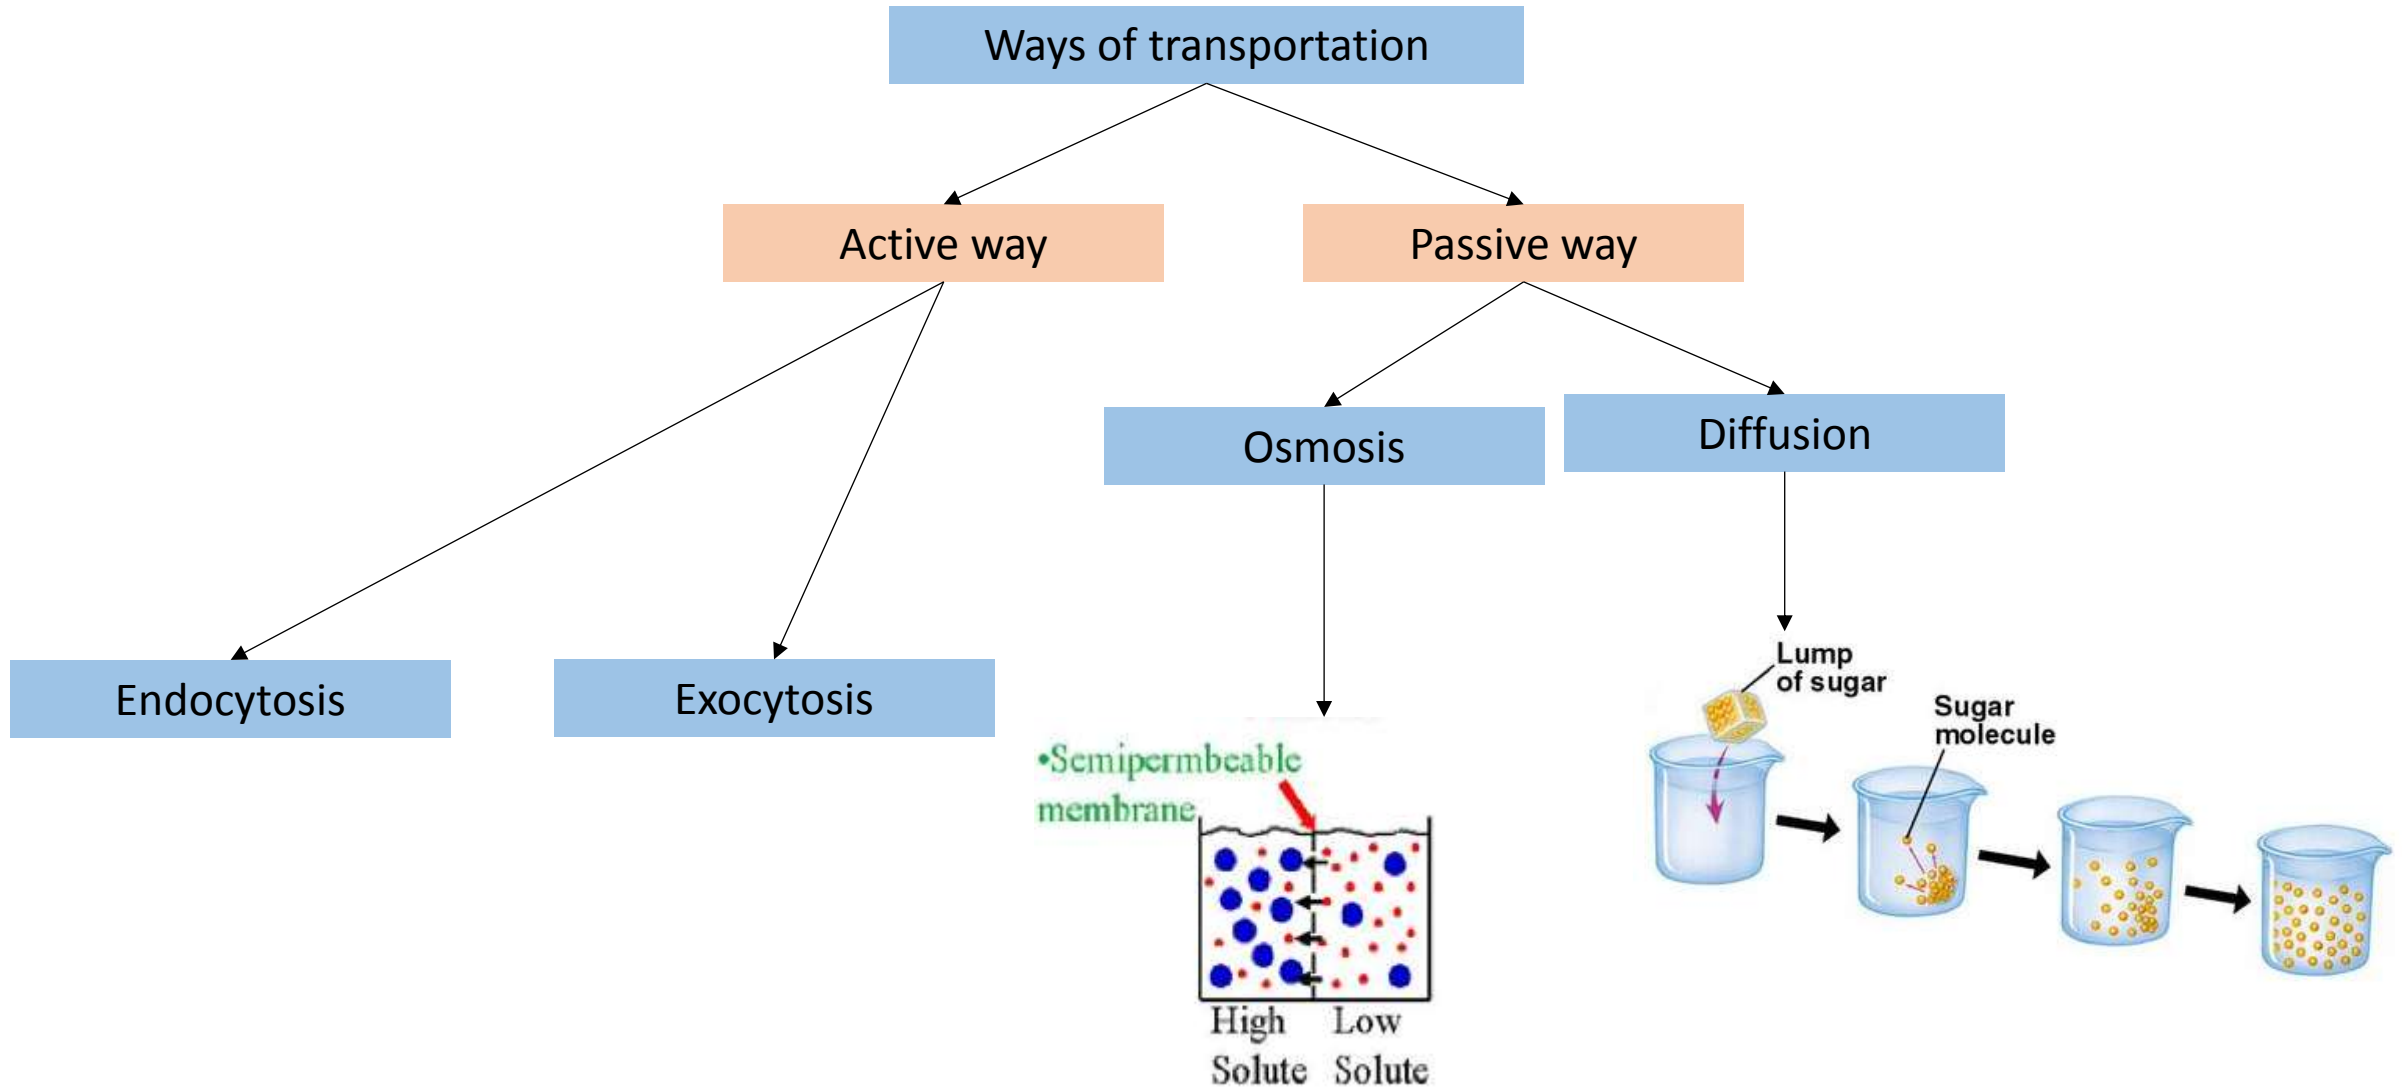 Ways of transportation
Active way
Passive way
Osmosis
Diffusion
Endocytosis
Exocytosis
Lump
of sugar
Sugar
molecule
•Semipermbeable
membrane
High
Solute
Low
Solute